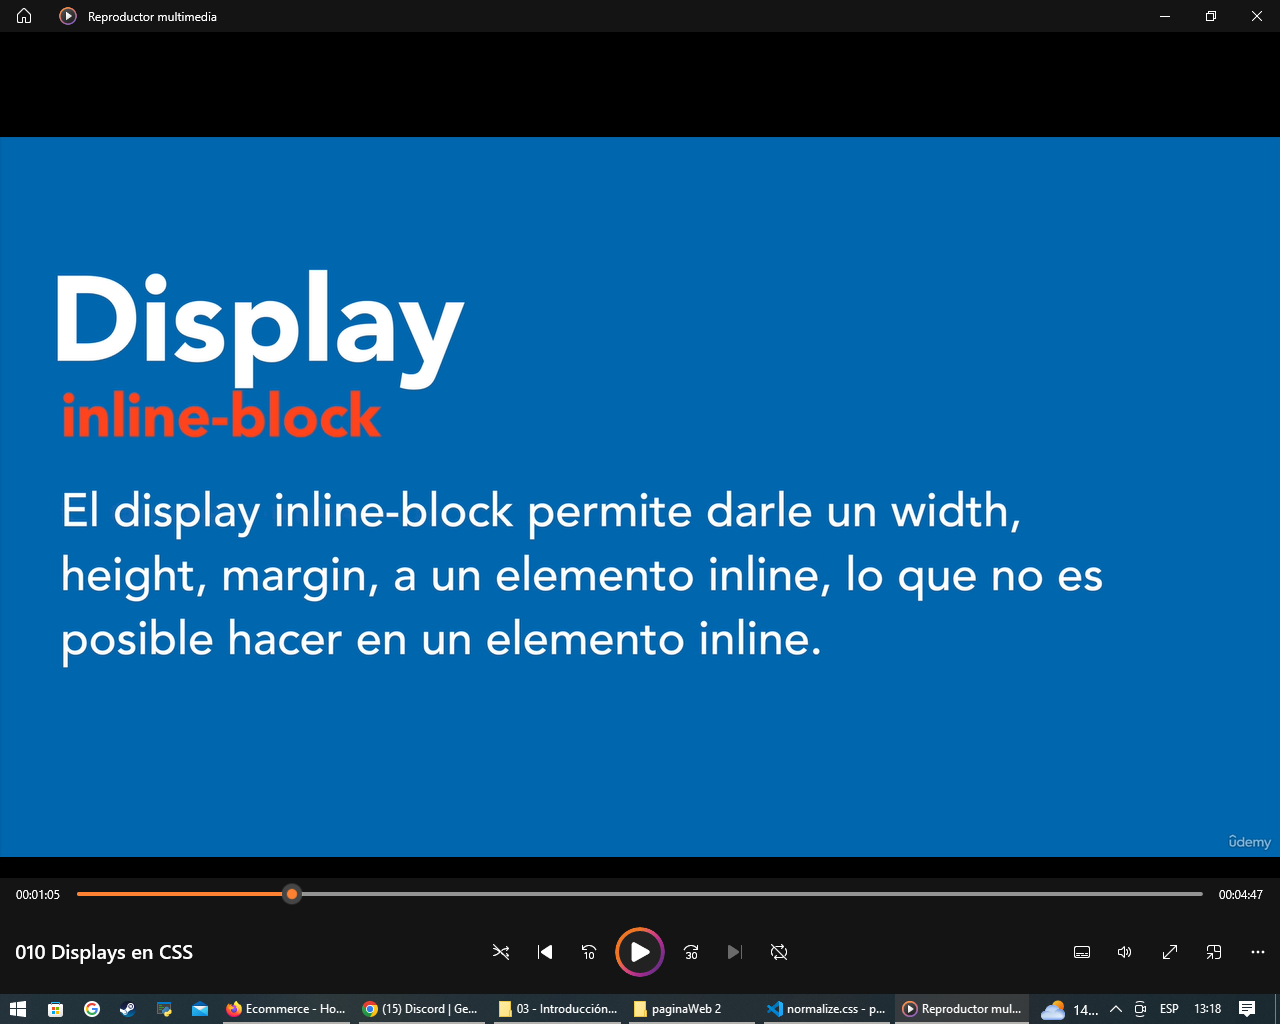 Reproductor multimedia
Display
inline-block
El display inline-block permite darle un width,
height, margin, a un elemento inline, lo que no es
posible hacer en un elemento inline.
ûdemy
00:01:05
00:04:47
010 Displays en CSS
10
30
Ecommerce - Ho...
(15) Discord | Ge...
03 - Introducción...
paginaWeb 2
normalize.css - p...
Reproductor mul...
14...
ESP
13:18